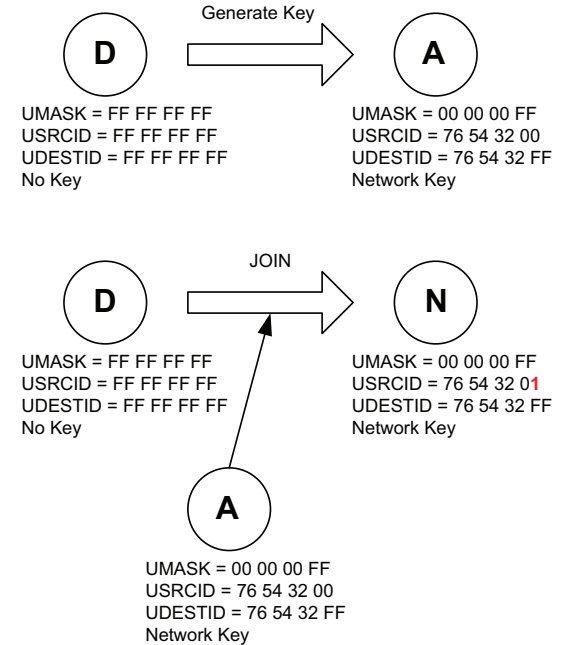 Generate Key
D
A
UMASK = FF FF FF FF
USRCID = FF FF FF FF
UDESTID = FF FF FF FF
No Key
UMASK = 00 00 00 FF
USRCID = 76 54 32 00
UDESTID = 76 54 32 FF
Network Key
JOIN
D
N
UMASK = FF FF FF FF
USRCID = FF FF FF FF
UDESTID = FF FF FF FF
No Key
UMASK = 00 00 00 FF
USRCID = 76 54 32 01
UDESTID = 76 54 32 FF
Network Key
A
UMASK = 00 00 00 FF
USRCID = 76 54 32 00
UDESTID = 76 54 32 FF
Network Key